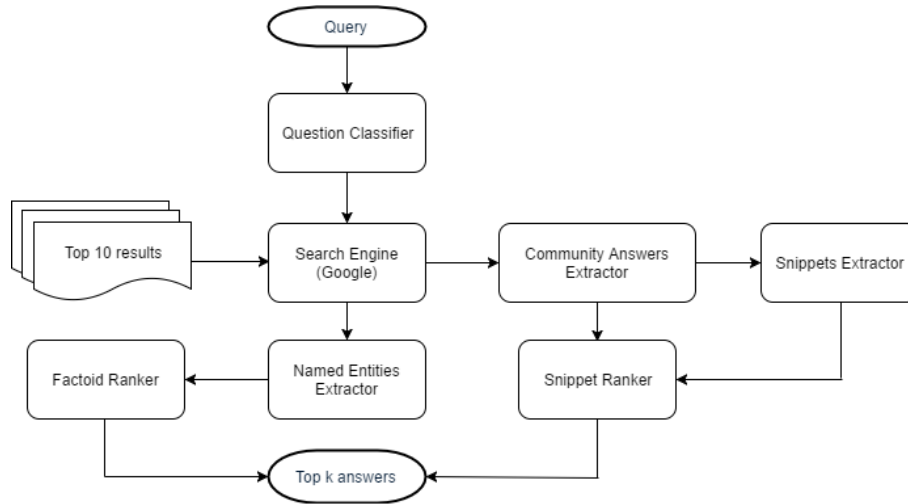 Query
Question Classifier
Top 10 results
Search Engine
(Google)
Community Answers
Extractor
Snippets Extractor
Factoid Ranker
Named Entities
Extractor
Snippet Ranker
Top k answers